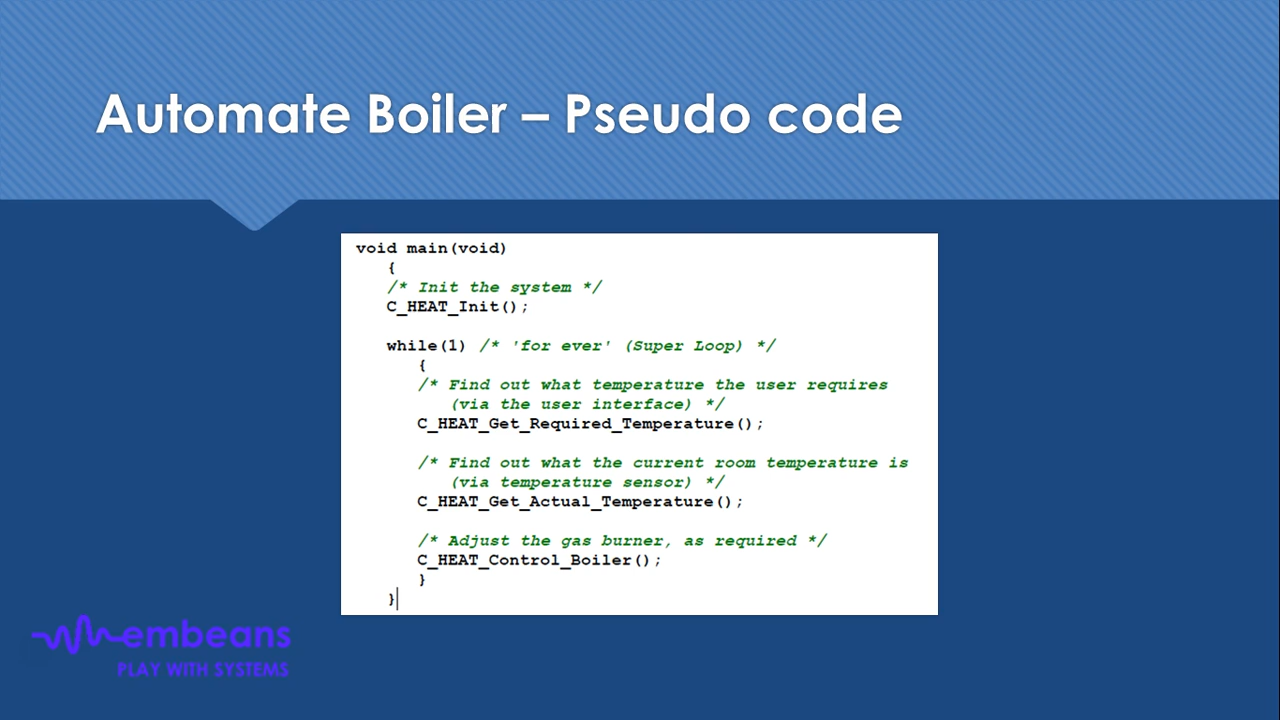 Automate Boiler – Pseudo code
void main(void)
{
/* Init the system */
C_HEAT_Init();
while(1) /* 'for ever' (Super Loop) */
{
/* Find out what temperature the user requires
(via the user interface) */
C_HEAT_Get_Required_Temperature();
/* Find out what the current room temperature is
(via temperature sensor) */
C_HEAT_Get_Actual_Temperature();
/* Adjust the gas burner, as required */
C_HEAT_Control_Boiler();
}
}
embeans
PLAY WITH SYSTEMS